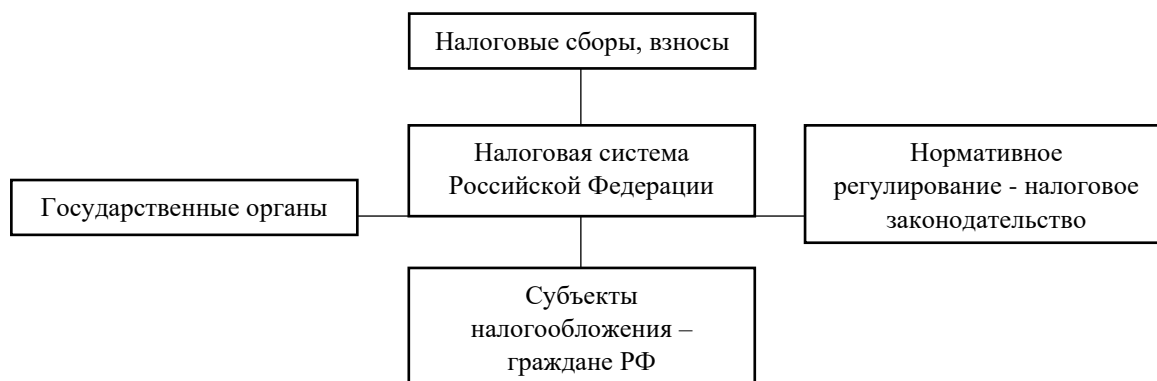 Налоговые сборы, взносы
Налоговая система
Российской Федерации
Государственные органы
Нормативное
регулирование - налоговое
законодательство
Субъекты
налогообложения –
граждане РФ